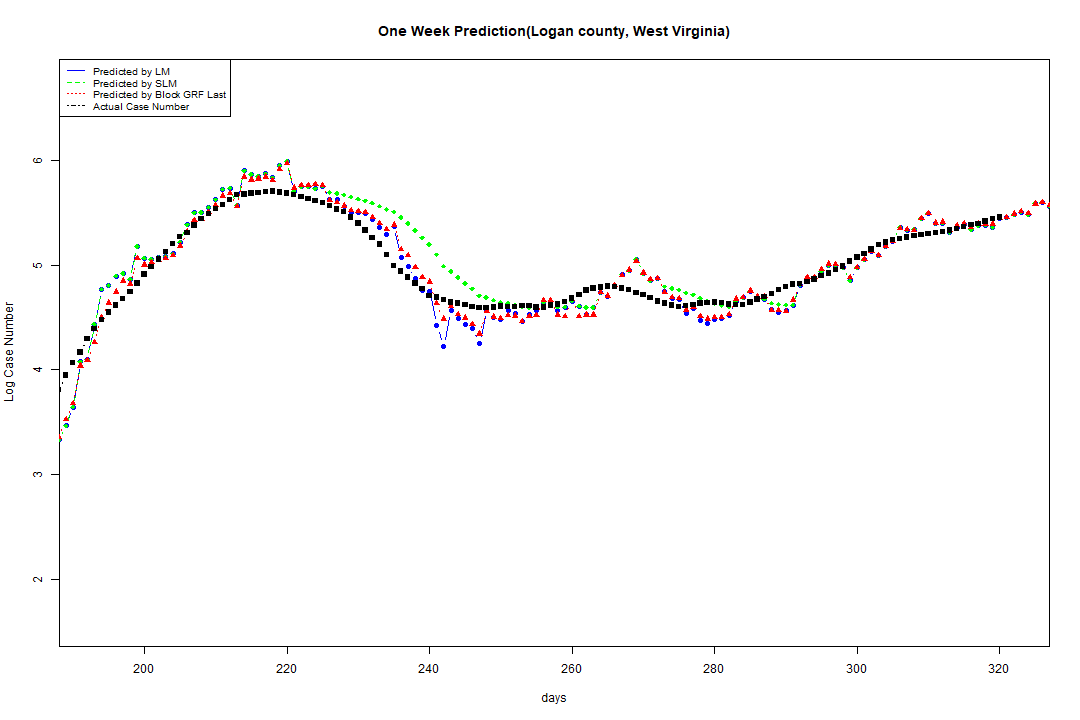 One Week Prediction(Logan county, West Virginia)
Predicted by LM
Predicted by SLM
Predicted by Block GRF Last
Actual Case Number
6
5
4
3
2
Log Case Number
200 220 240 260 280 300 320
days